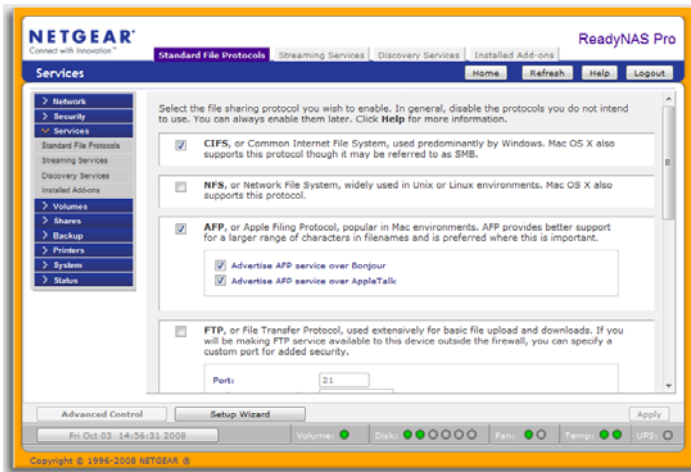 NETGEAR®
Connect with Innovation™
ReadyNAS Pro
Standard File Protocols Streaming Services Discovery Services Installed Add-ons
Services
Home Refresh Help Logout
> Network
> Security
Services
Standard File Protocols
Streaming Services
Discovery Services
Installed Add-ons
> Volumes
> Shares
> Backup
> Printers
> System
> Status
Select the file sharing protocol you wish to enable. In general, disable the protocols you do not intend
to use. You can always enable them later. Click Help for more information.
CIFS, or Common Internet File System, used predominantly by Windows. Mac OS X also
supports this protocol though it may be referred to as SMB.
NFS, or Network File System, widely used in Unix or Linux environments. Mac OS X also
supports this protocol.
AFP, or Apple Filing Protocol, popular in Mac environments. AFP provides better support
for a larger range of characters in filenames and is preferred where this is important.
Advertise AFP service over Bonjour
Advertise AFP service over AppleTalk
FTP, or File Transfer Protocol, used extensively for basic file upload and downloads. If you
will be making FTP service available to this device outside the firewall, you can specify a
custom port for added security.
Port: 21
Advanced Control Setup Wizard Apply
Fri Oct 03 14:56:31 2008 Volume: Disk: Fan: Temp: UPS:
Copyright © 1996-2008 NETGEAR ®